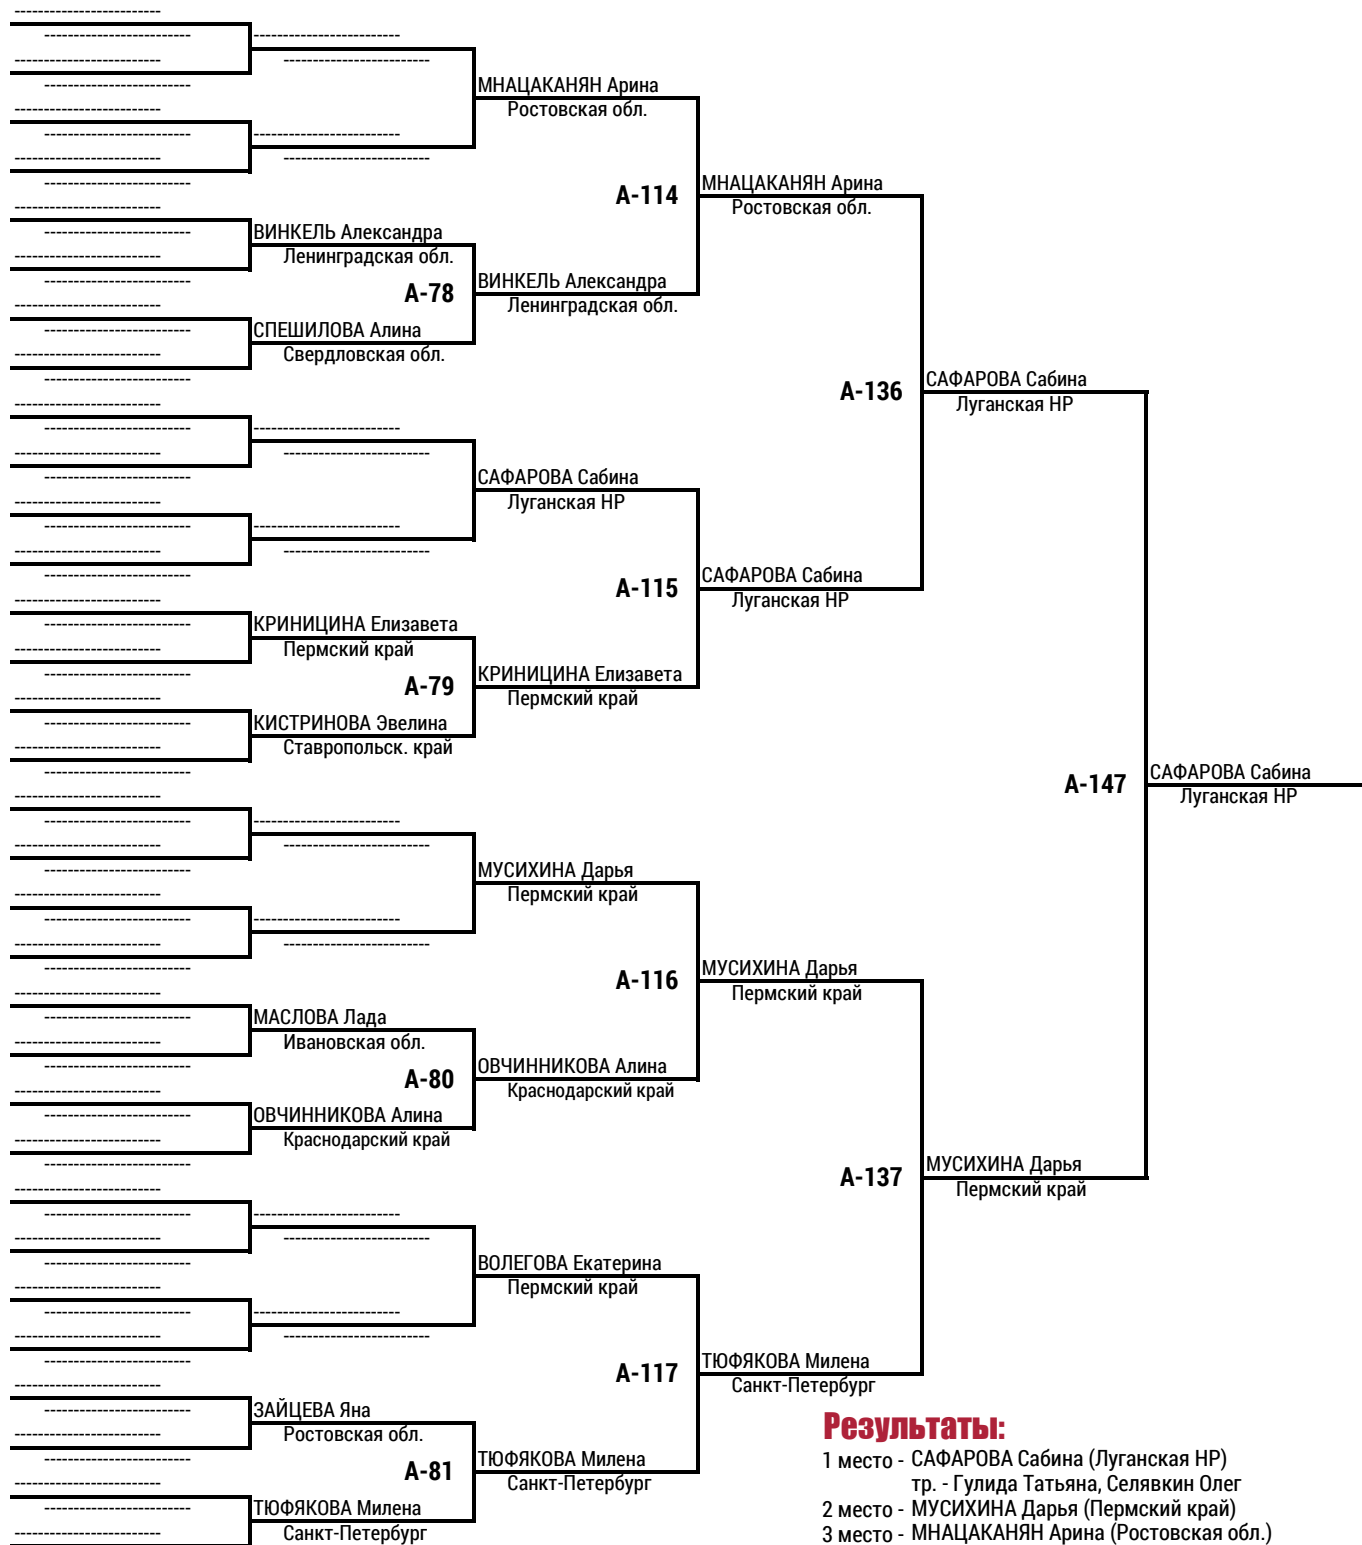 МНАЦАКАНЯН Арина
Ростовская обл.
А-114
МНАЦАКАНЯН Арина
Ростовская обл.
ВИНКЕЛЬ Александра
Ленинградская обл.
А-78
ВИНКЕЛЬ Александра
Ленинградская обл.
СПЕШИЛОВА Алина
Свердловская обл.
А-136
САФАРОВА Сабина
Луганская НР
САФАРОВА Сабина
Луганская НР
А-115
САФАРОВА Сабина
Луганская НР
КРИНИЦИНА Елизавета
Пермский край
А-79
КРИНИЦИНА Елизавета
Пермский край
КИСТРИНОВА Эвелина
Ставропольск. край
А-147
САФАРОВА Сабина
Луганская НР
МУСИХИНА Дарья
Пермский край
А-116
МУСИХИНА Дарья
Пермский край
МАСЛОВА Лада
Ивановская обл.
А-80
ОВЧИННИКОВА Алина
Краснодарский край
ОВЧИННИКОВА Алина
Краснодарский край
А-137
МУСИХИНА Дарья
Пермский край
ВОЛЕГОВА Екатерина
Пермский край
А-117
ТЮФЯКОВА Милена
Санкт-Петербург
ЗАЙЦЕВА Яна
Ростовская обл.
А-81
ТЮФЯКОВА Милена
Санкт-Петербург
ТЮФЯКОВА Милена
Санкт-Петербург
Результаты:
1 место - САФАРОВА Сабина (Луганская НР)
тр. - Гулида Татьяна, Селявкин Олег
2 место - МУСИХИНА Дарья (Пермский край)
3 место - МНАЦАКАНЯН Арина (Ростовская обл.)